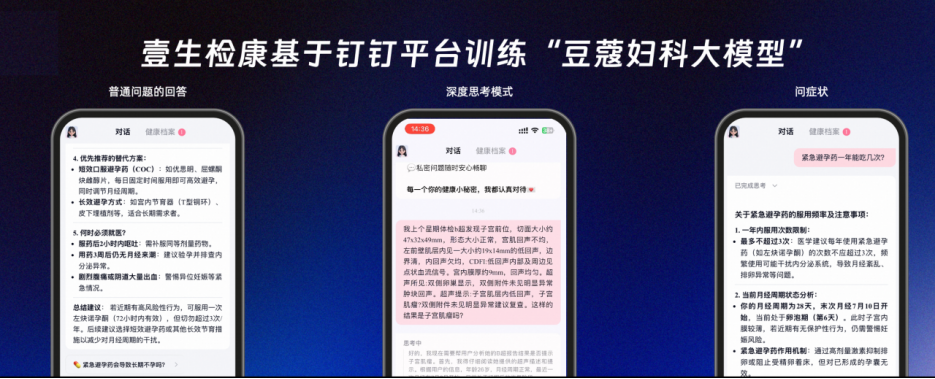 壹生检康基于钉钉平台训练“豆蔻妇科大模型”
普通问题的回答
对话 健康档案
4. 优先推荐的替代方案:
• 短效口服避孕药(COC):如优思明、屈螺酮
炔雌醇片,每日固定时间服用即可高效避孕,
同时调节月经周期。
• 长效避孕方式:如宫内节育器(T型铜环)、
皮下埋植剂等,适合长期需求者。
5. 何时必须就医?
• 服药后2小时内呕吐:需补服同等剂量药物。
• 用药3周后仍无月经来潮:建议验孕并排查内
分泌异常。
• 剧烈腹痛或阴道大量出血:警惕异位妊娠等紧
急情况。
总结建议:若近期有高风险性行为,可服用一次
左炔诺孕酮(72小时内有效),但切勿超过3次/
年。后续建议选择短效避孕药或其他长效节育措
施以减少对月经周期的干扰。
紧急避孕药会导致长期不孕吗?
深度思考模式
14:36
对话 健康档案
私密问题随时安心畅聊
每一个你的健康小秘密,我都认真对待
14:36
我上个星期体检b超发现子宫前位,切面大小约
47x32x49mm,形态大小正常,宫肌回声不均,
左前壁肌层内见一大小约19x14mm的低回声,边
界清,内回声欠均,CDFI:低回声内部及周边见
点状血流信号。宫内膜厚约9mm,回声均匀。超
声所见:双侧卵巢显示,双侧附件未见明显异常
肿块回声。超声提示:子宫肌层内低回声,子宫
肌瘤?双侧附件未见明显异常建议复查。这样的
结果是子宫肌瘤吗?
思考中
好的,我现在需要帮用户分析她的B超报告结果是否提示
子宫肌瘤。首先,我得仔细阅读她提供的超声描述和提
示。根据用户的信息,年龄28岁,月经周期正常,最近一
问症状
对话 健康档案
紧急避孕药一年能吃几次?
已完成思考
关于紧急避孕药的服用频率及注意事项:
1. 一年内服用次数限制:
• 最多不超过3次:医学建议每年使用紧急避孕
药(如左炔诺孕酮)的次数不应超过3次,频
繁使用可能干扰内分泌系统,导致月经紊乱、
排卵异常等问题。
2. 当前月经周期状态分析:
• 你的月经周期为28天,末次月经7月10日开
始,当前处于卵泡期(第6天)。此时子宫内
膜较薄,若近期有无保护性行为,仍需警惕妊
娠风险。
• 紧急避孕药作用机制:通过高剂量激素抑制排
卵或阻止受精卵着床,但对已形成的孕囊无
效。